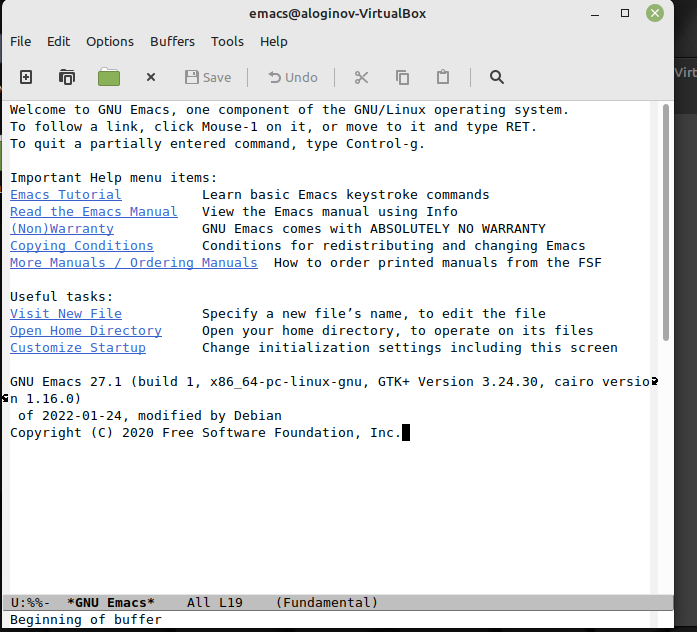 emacs@aloginov-VirtualBox
File Edit Options Buffers Tools Help
Save Undo
Welcome to GNU Emacs, one component of the GNU/Linux operating system.
To follow a link, click Mouse-1 on it, or move to it and type RET.
To quit a partially entered command, type Control-g.
Important Help menu items:
Emacs Tutorial Learn basic Emacs keystroke commands
Read the Emacs Manual View the Emacs manual using Info
(Non)Warranty GNU Emacs comes with ABSOLUTELY NO WARRANTY
Copying Conditions Conditions for redistributing and changing Emacs
More Manuals / Ordering Manuals How to order printed manuals from the FSF
Useful tasks:
Visit New File Specify a new file’s name, to edit the file
Open Home Directory Open your home directory, to operate on its files
Customize Startup Change initialization settings including this screen
GNU Emacs 27.1 (build 1, x86_64-pc-linux-gnu, GTK+ Version 3.24.30, cairo versio
n 1.16.0)
of 2022-01-24, modified by Debian
Copyright (C) 2020 Free Software Foundation, Inc.
U:%%- *GNU Emacs* All L19 (Fundamental)
Beginning of buffer